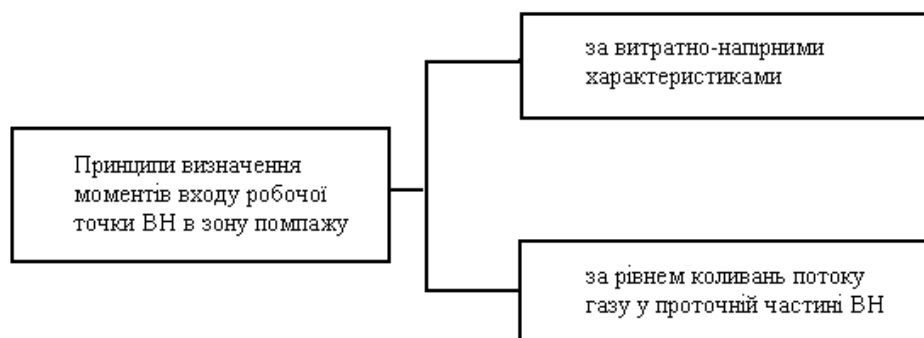 Принципи визначення
моментів входу робочої
точки ВН в зону помпажу
за витратно-напірними
характеристиками
за рівнем коливань потоку
газу у проточній частині ВН